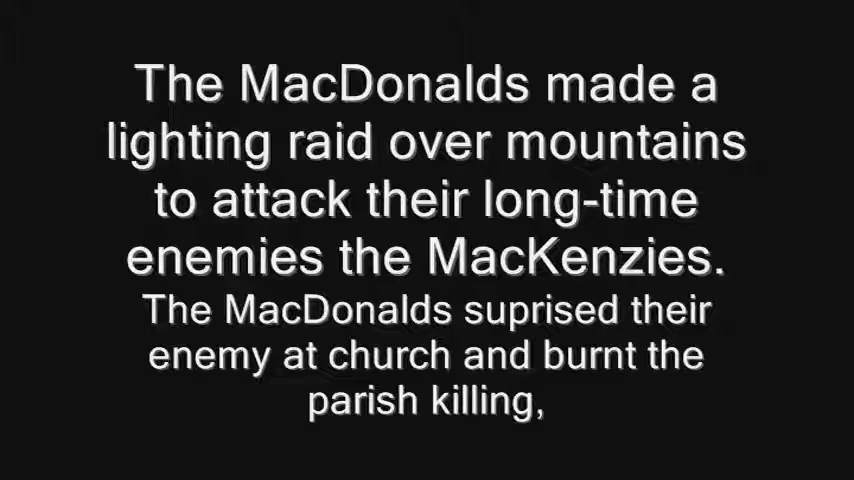 The MacDonalds made a
lighting raid over mountains
to attack their long-time
enemies the MacKenzies.
The MacDonalds suprised their
enemy at church and burnt the
parish killing,